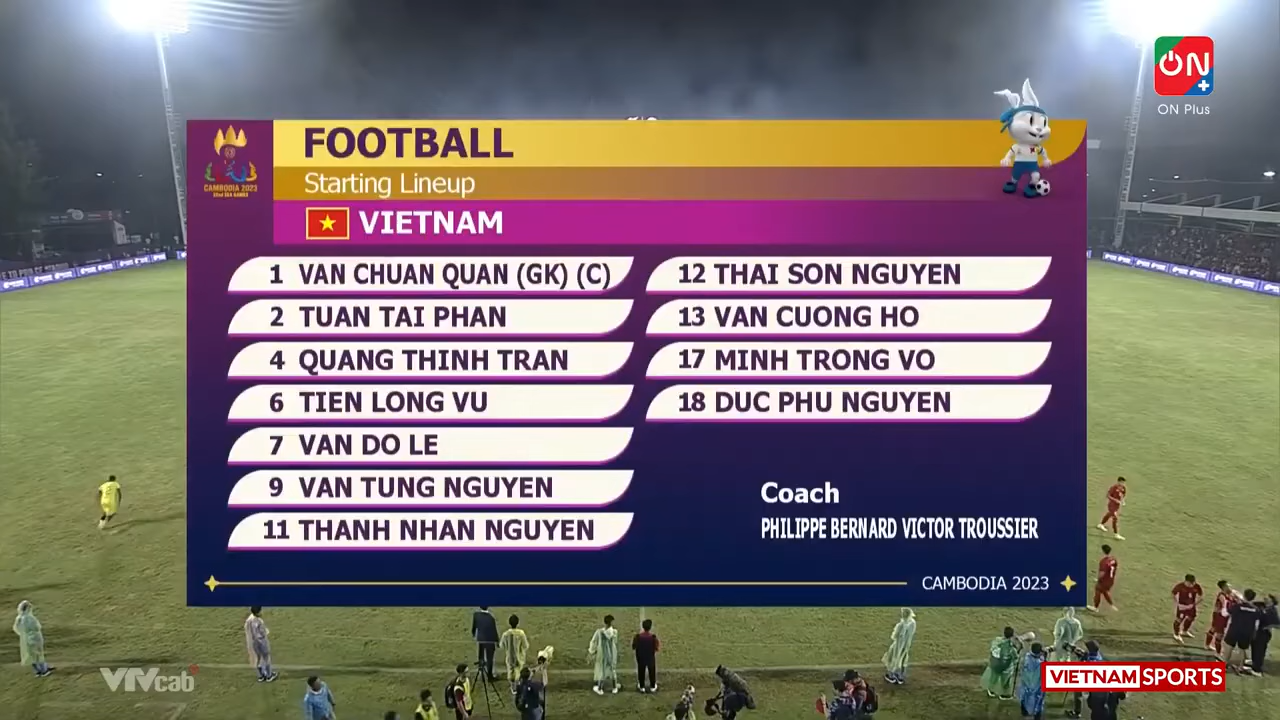 ON+
ON Plus
CAMBODIA 2023
FOOTBALL
Starting Lineup
VIETNAM
1 VAN CHUAN QUAN (GK) (C)
2 TUAN TAI PHAN
4 QUANG THINH TRAN
6 TIEN LONG VU
7 VAN DO LE
9 VAN TUNG NGUYEN
11 THANH NHAN NGUYEN
12 THAI SON NGUYEN
13 VAN CUONG HO
17 MINH TRONG VO
18 DUC PHU NGUYEN
Coach
PHILIPPE BERNARD VICTOR TROUSSIER
CAMBODIA 2023
VTVcab
VIETNAM SPORTS